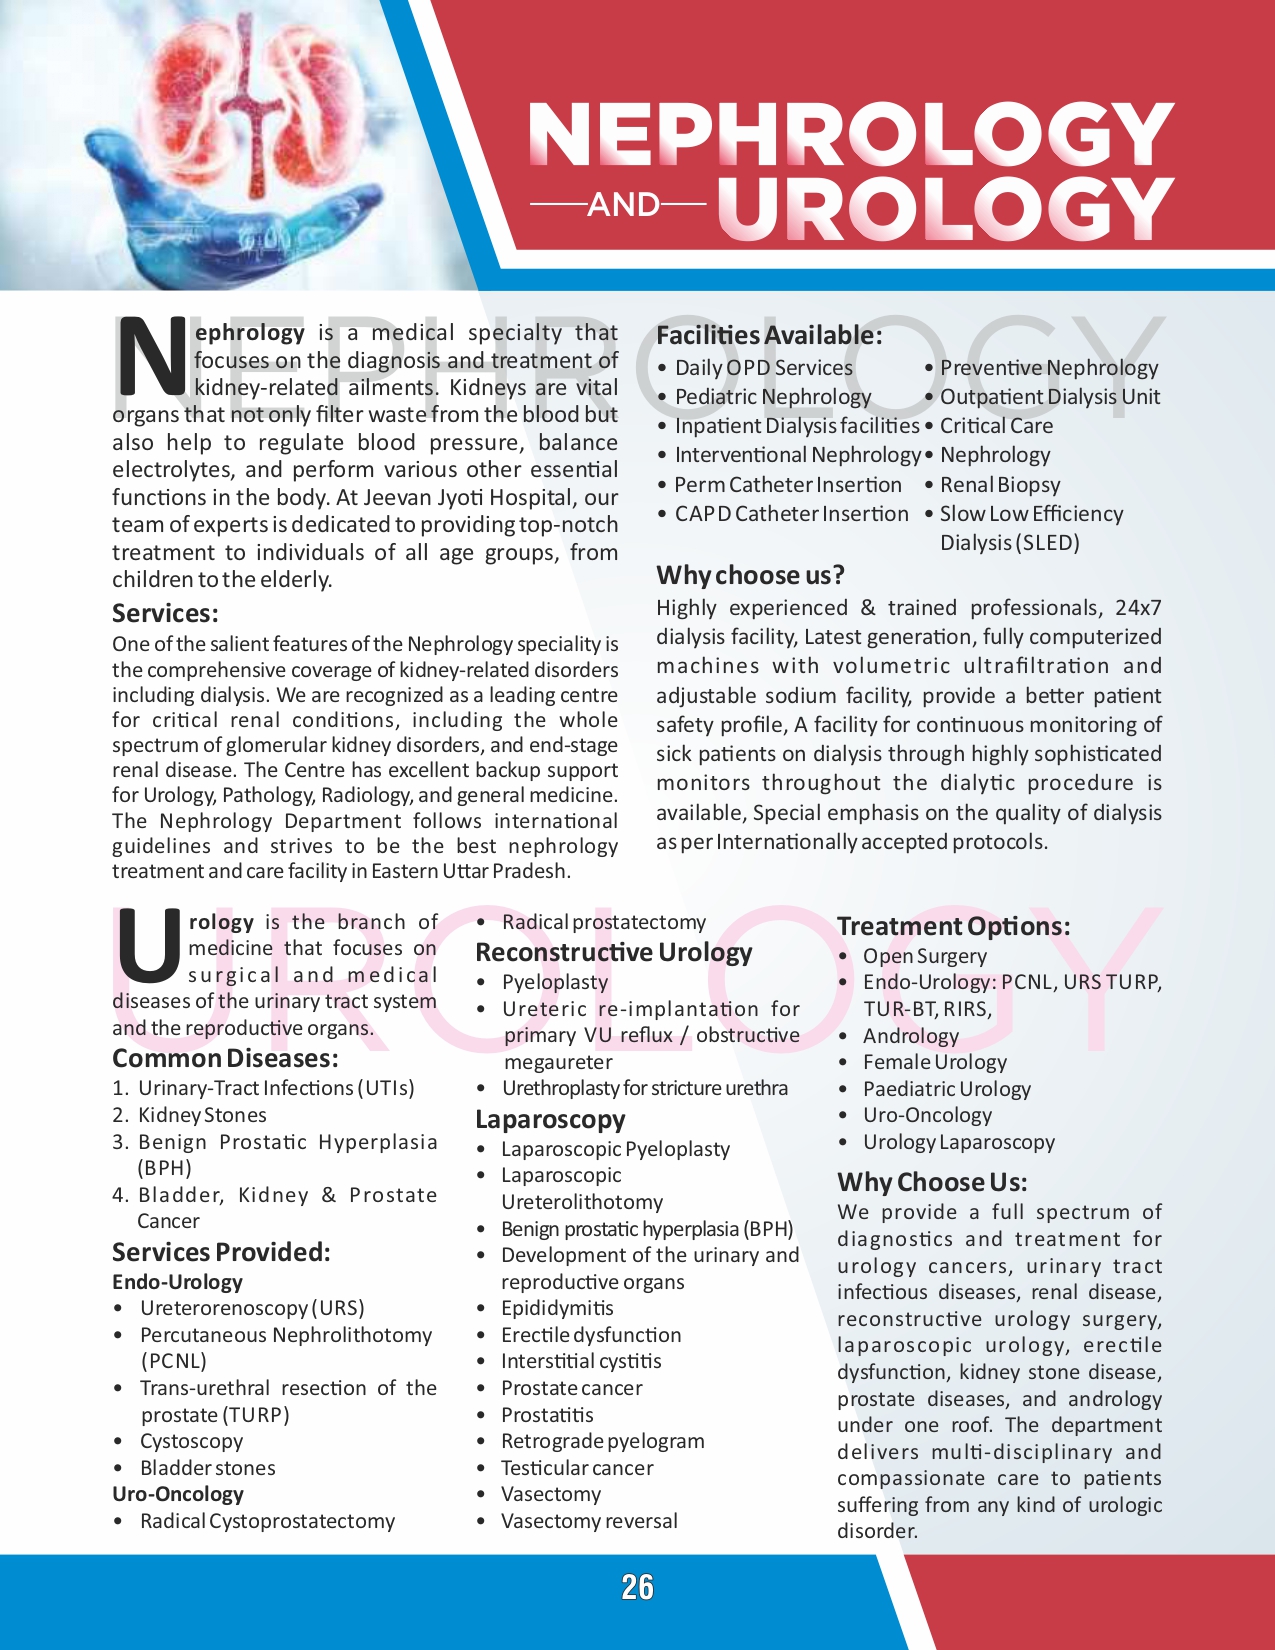 NEPHROLOGY
AND
UROLOGY
NEPHROLOGY
Nephrology is a medical specialty that
focuses on the diagnosis and treatment of
kidney-related ailments. Kidneys are vital
organs that not only filter waste from the blood but
also help to regulate blood pressure, balance
electrolytes, and perform various other essential
functions in the body. At Jeevan Jyoti Hospital, our
team of experts is dedicated to providing top-notch
treatment to individuals of all age groups, from
children to the elderly.
Services:
One of the salient features of the Nephrology speciality is
the comprehensive coverage of kidney-related disorders
including dialysis. We are recognized as a leading centre
for critical renal conditions, including the whole
spectrum of glomerular kidney disorders, and end-stage
renal disease. The Centre has excellent backup support
for Urology, Pathology, Radiology, and general medicine.
The Nephrology Department follows international
guidelines and strives to be the best nephrology
treatment and care facility in Eastern Uttar Pradesh.
Facilities Available:
• Daily OPD Services
• Pediatric Nephrology
• Inpatient Dialysis facilities
• Interventional Nephrology
• Perm Catheter Insertion
• CAPD Catheter Insertion
• Preventive Nephrology
• Outpatient Dialysis Unit
• Critical Care
• Nephrology
• Renal Biopsy
• Slow Low Efficiency
Dialysis (SLED)
Why choose us?
Highly experienced & trained professionals, 24x7
dialysis facility, Latest generation, fully computerized
machines with volumetric ultrafiltration and
adjustable sodium facility, provide a better patient
safety profile, A facility for continuous monitoring of
sick patients on dialysis through highly sophisticated
monitors throughout the dialytic procedure is
available, Special emphasis on the quality of dialysis
as per Internationally accepted protocols.
UROLOGY
Urology is the branch of
medicine that focuses on
surgical and medical
diseases of the urinary tract system
and the reproductive organs.
Common Diseases:
1. Urinary-Tract Infections (UTIs)
2. Kidney Stones
3. Benign Prostatic Hyperplasia
(BPH)
4. Bladder, Kidney & Prostate
Cancer
Services Provided:
Endo-Urology
• Ureterorenoscopy (URS)
• Percutaneous Nephrolithotomy
(PCNL)
• Trans-urethral resection of the
prostate (TURP)
• Cystoscopy
• Bladder stones
Uro-Oncology
• Radical Cystoprostatectomy
• Radical prostatectomy
Reconstructive Urology
• Pyeloplasty
• Ureteric re-implantation for
primary VU reflux / obstructive
megaureter
• Urethroplasty for stricture urethra
Laparoscopy
• Laparoscopic Pyeloplasty
• Laparoscopic
Ureterolithotomy
• Benign prostatic hyperplasia (BPH)
• Development of the urinary and
reproductive organs
• Epididymitis
• Erectile dysfunction
• Interstitial cystitis
• Prostate cancer
• Prostatitis
• Retrograde pyelogram
• Testicular cancer
• Vasectomy
• Vasectomy reversal
Treatment Options:
• Open Surgery
• Endo-Urology: PCNL, URS TURP,
TUR-BT, RIRS,
• Andrology
• Female Urology
• Paediatric Urology
• Uro-Oncology
• Urology Laparoscopy
Why Choose Us:
We provide a full spectrum of
diagnostics and treatment for
urology cancers, urinary tract
infectious diseases, renal disease,
reconstructive urology surgery,
laparoscopic urology, erectile
dysfunction, kidney stone disease,
prostate diseases, and andrology
under one roof. The department
delivers multi-disciplinary and
compassionate care to patients
suffering from any kind of urologic
disorder.
26